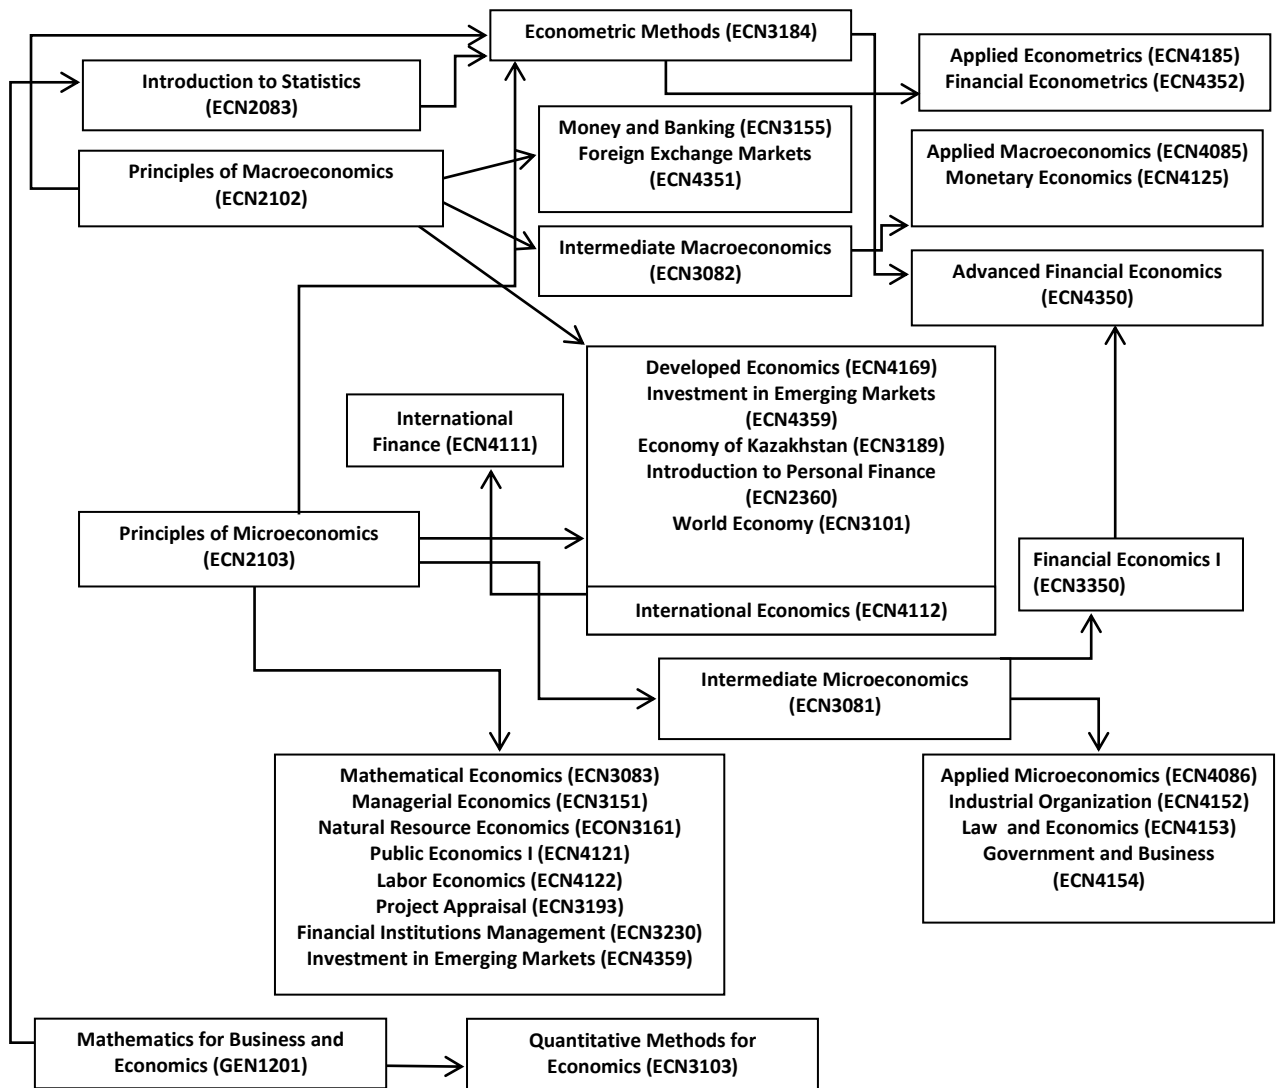 Econometric Methods (ECN3184)
Applied Econometrics (ECN4185)
Financial Econometrics (ECN4352)
Introduction to Statistics
(ECN2083)
Money and Banking (ECN3155)
Foreign Exchange Markets
(ECN4351)
Applied Macroeconomics (ECN4085)
Monetary Economics (ECN4125)
Principles of Macroeconomics
(ECN2102)
Intermediate Macroeconomics
(ECN3082)
Advanced Financial Economics
(ECN4350)
Developed Economics (ECN4169)
Investment in Emerging Markets
(ECN4359)
Economy of Kazakhstan (ECN3189)
Introduction to Personal Finance
(ECN2360)
World Economy (ECN3101)
International
Finance (ECN4111)
Principles of Microeconomics
(ECN2103)
Financial Economics I
(ECN3350)
International Economics (ECN4112)
Intermediate Microeconomics
(ECN3081)
Mathematical Economics (ECN3083)
Managerial Economics (ECN3151)
Natural Resource Economics (ECON3161)
Public Economics I (ECN4121)
Labor Economics (ECN4122)
Project Appraisal (ECN3193)
Financial Institutions Management (ECN3230)
Investment in Emerging Markets (ECN4359)
Applied Microeconomics (ECN4086)
Industrial Organization (ECN4152)
Law  and Economics (ECN4153)
Government and Business
(ECN4154)
Mathematics for Business and
Economics (GEN1201)
Quantitative Methods for
Economics (ECN3103)